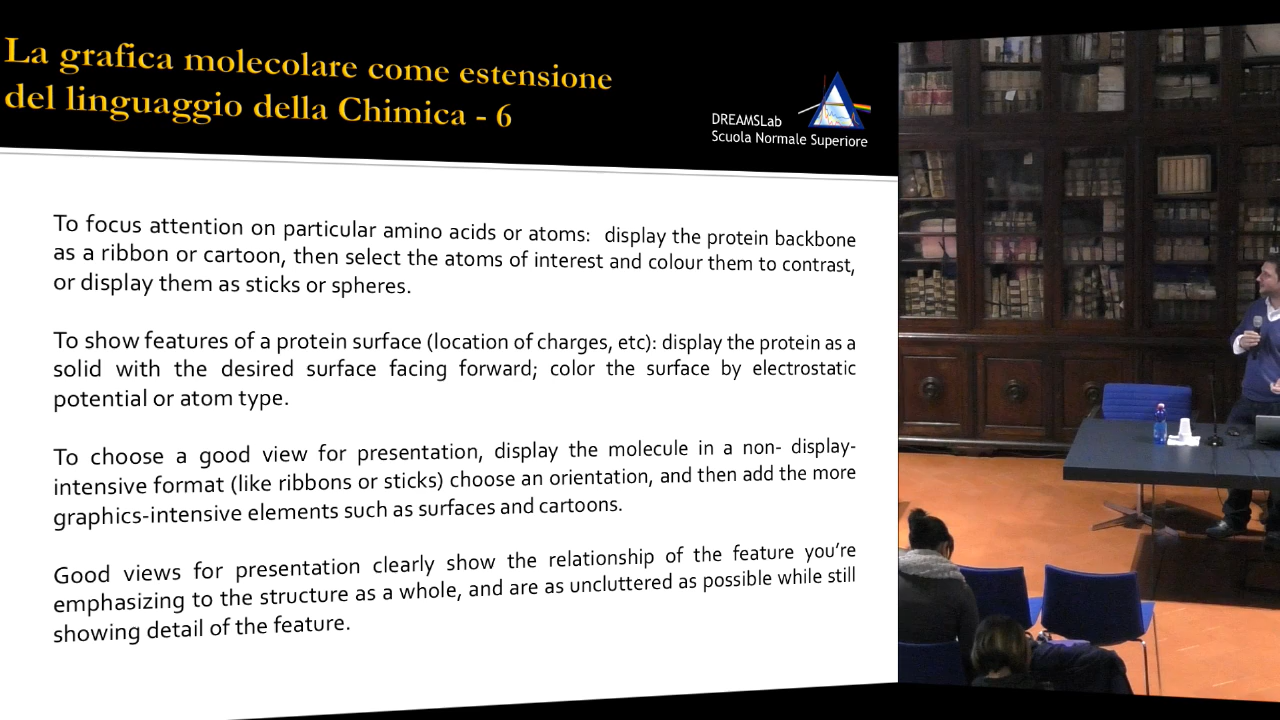 La grafica molecolare come estensione
del linguaggio della Chimica - 6
DREAMSLab
Scuola Normale Superiore
To focus attention on particular amino acids or atoms: display the protein backbone
as a ribbon or cartoon, then select the atoms of interest and colour them to contrast,
or display them as sticks or spheres.
To show features of a protein surface (location of charges, etc): display the protein as a
solid with the desired surface facing forward; color the surface by electrostatic
potential or atom type.
To choose a good view for presentation, display the molecule in a non- display-
intensive format (like ribbons or sticks) choose an orientation, and then add the more
graphics-intensive elements such as surfaces and cartoons.
Good views for presentation clearly show the relationship of the feature you're
emphasizing to the structure as a whole, and are as uncluttered as possible while still
showing detail of the feature.